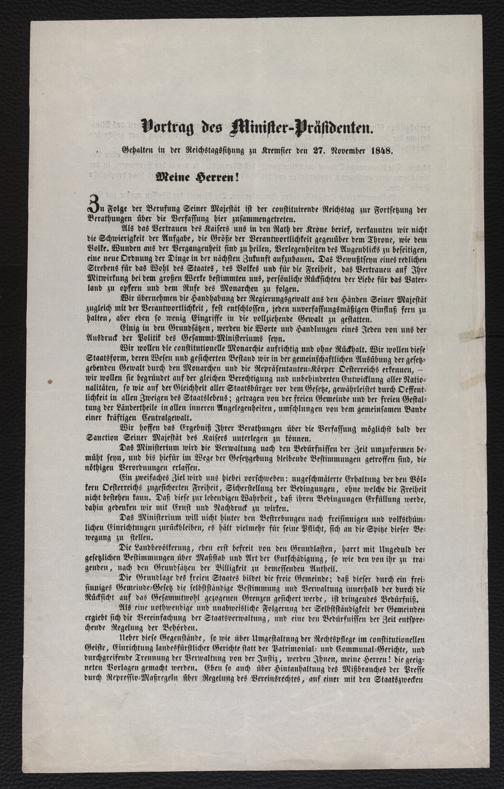 Vortrag des Minister-Präsidenten.
Gehalten in der Reichstagssitzung zu Kremsier den 27. November 1848.
Meine Herren!
In Folge der Berufung Seiner Majestät ist der constituirende Reichstag zur Fortsetzung der
Berathungen über die Verfassung hier zusammengetreten.
Als das Vertrauen des Kaisers uns in den Rath der Krone berief, verkannten wir nicht
die Schwierigkeit der Aufgabe, die Größe der Verantwortlichkeit gegenüber dem Throne, wie dem
Volke. Wunden aus der Vergangenheit sind zu heilen, Verlegenheiten des Augenblicks zu beseitigen,
eine neue Ordnung der Dinge in der nächsten Zukunft aufzubauen. Das Bewußtseyn eines redlichen
Strebens für das Wohl des Staates, des Volkes und für die Freiheit, das Vertrauen auf Ihre
Mitwirkung bei dem großen Werke bestimmten uns, persönliche Rücksichten der Liebe für das Vater-
land zu opfern und dem Rufe des Monarchen zu folgen.
Wir übernehmen die Handhabung der Regierungsgewalt aus den Händen Seiner Majestät
zugleich mit der Verantwortlichkeit, fest entschlossen, jeden unverfassungsmäßigen Einfluß fern zu
halten, aber eben so wenig Eingriffe in die vollziehende Gewalt zu gestatten.
Einig in den Grundsätzen, werden die Worte und Handlungen eines Jeden von uns der
Ausdruck der Politik des Gesammt-Ministeriums seyn.
Wir wollen die constitutionelle Monarchie aufrichtig und ohne Rückhalt. Wir wollen diese
Staatsform, deren Wesen und gesicherten Bestand wir in der gemeinschaftlichen Ausübung der gesetz-
gebenden Gewalt durch den Monarchen und die Repräsentanten-Körper Oesterreichs erkennen, —
wir wollen sie begründet auf der gleichen Berechtigung und unbehinderten Entwicklung aller Natio-
nalitäten, so wie auf der Gleichheit aller Staatsbürger vor dem Gesetze, gewährleistet durch Oeffent-
lichkeit in allen Zweigen des Staatslebens; getragen von der freien Gemeinde und der freien Gestal-
tung der Ländertheile in allen inneren Angelegenheiten, umschlungen von dem gemeinsamen Bande
einer kräftigen Centralgewalt.
Wir hoffen das Ergebniß Ihrer Berathungen über die Verfassung möglichst bald der
Sanction Seiner Majestät des Kaisers unterlegen zu können.
Das Ministerium wird die Verwaltung nach den Bedürfnissen der Zeit umzuformen be-
müht seyn, und bis hiefür im Wege der Gesetzgebung bleibende Bestimmungen getroffen sind, die
nöthigen Verordnungen erlassen.
Ein zweifaches Ziel wird uns hiebei vorschweben: ungeschmälerte Erhaltung der den Völ-
kern Oesterreichs zugesicherten Freiheit, Sicherstellung der Bedingungen, ohne welche die Freiheit
nicht bestehen kann. Daß diese zur lebendigen Wahrheit, daß ihren Bedingungen Erfüllung werde,
dahin gedenken wir mit Ernst und Nachdruck zu wirken.
Das Ministerium will nicht hinter den Bestrebungen nach freisinnigen und volksthüm-
lichen Einrichtungen zurückbleiben, es hält vielmehr für seine Pflicht, sich an die Spitze dieser Be-
wegung zu stellen.
Die Landbevölkerung, eben erst befreit von den Grundlasten, harrt mit Ungeduld der
gesetzlichen Bestimmungen über Maßstab und Art der Entschädigung, so wie den von ihr zu tra-
genden, nach den Grundsätzen der Billigkeit zu bemessenden Antheil.
Die Grundlage des freien Staates bildet die freie Gemeinde; daß dieser durch ein frei-
sinniges Gemeinde-Gesetz die selbstständige Bestimmung und Verwaltung innerhalb der durch die
Rücksicht auf das Gesammtwohl gezogenen Grenzen gesichert werde, ist dringendes Bedürfniß.
Als eine nothwendige und unabweisliche Folgerung der Selbstständigkeit der Gemeinden
ergiebt sich die Vereinfachung der Staatsverwaltung, und eine den Bedürfnissen der Zeit entspre-
chende Regelung der Behörden.
Ueber diese Gegenstände, so wie über Umgestaltung der Rechtspflege im constitutionellen
Geiste, Einrichtung landesfürstlicher Gerichte statt der Patrimonial- und Communal-Gerichte, und
durchgreifende Trennung der Verwaltung von der Justiz, werden Ihnen, meine Herren! die geeig-
neten Vorlagen gemacht werden. Eben so auch über Hintanhaltung des Mißbrauches der Presse
durch Repressiv-Maßregeln über Regelung des Vereinsrechtes, auf einer mit den Staatszwecken